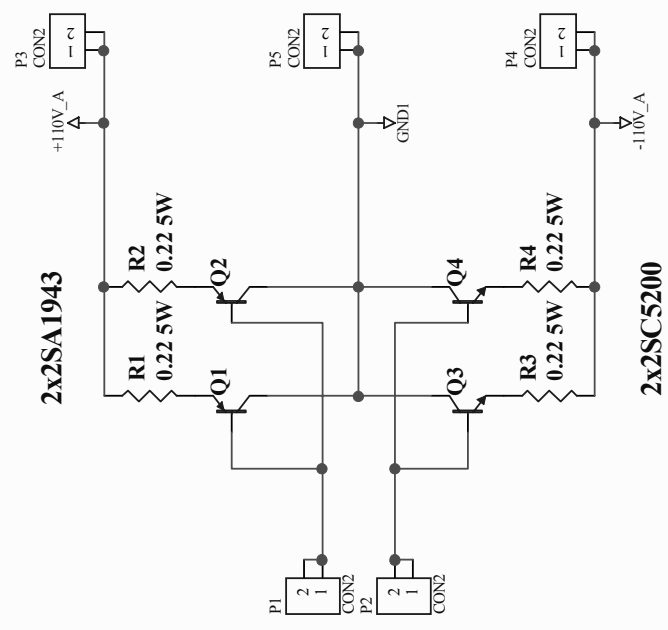 P3
CON2
2
1
P5
CON2
2
1
P4
CON2
2
1
+110V_A
GND1
-110V_A
2x2SA1943
R2
0.22 5W
Q2
Q4
R4
0.22 5W
R1
0.22 5W
Q1
Q3
R3
0.22 5W
2x2SC5200
P1
2
1
CON2
P2
2
1
CON2